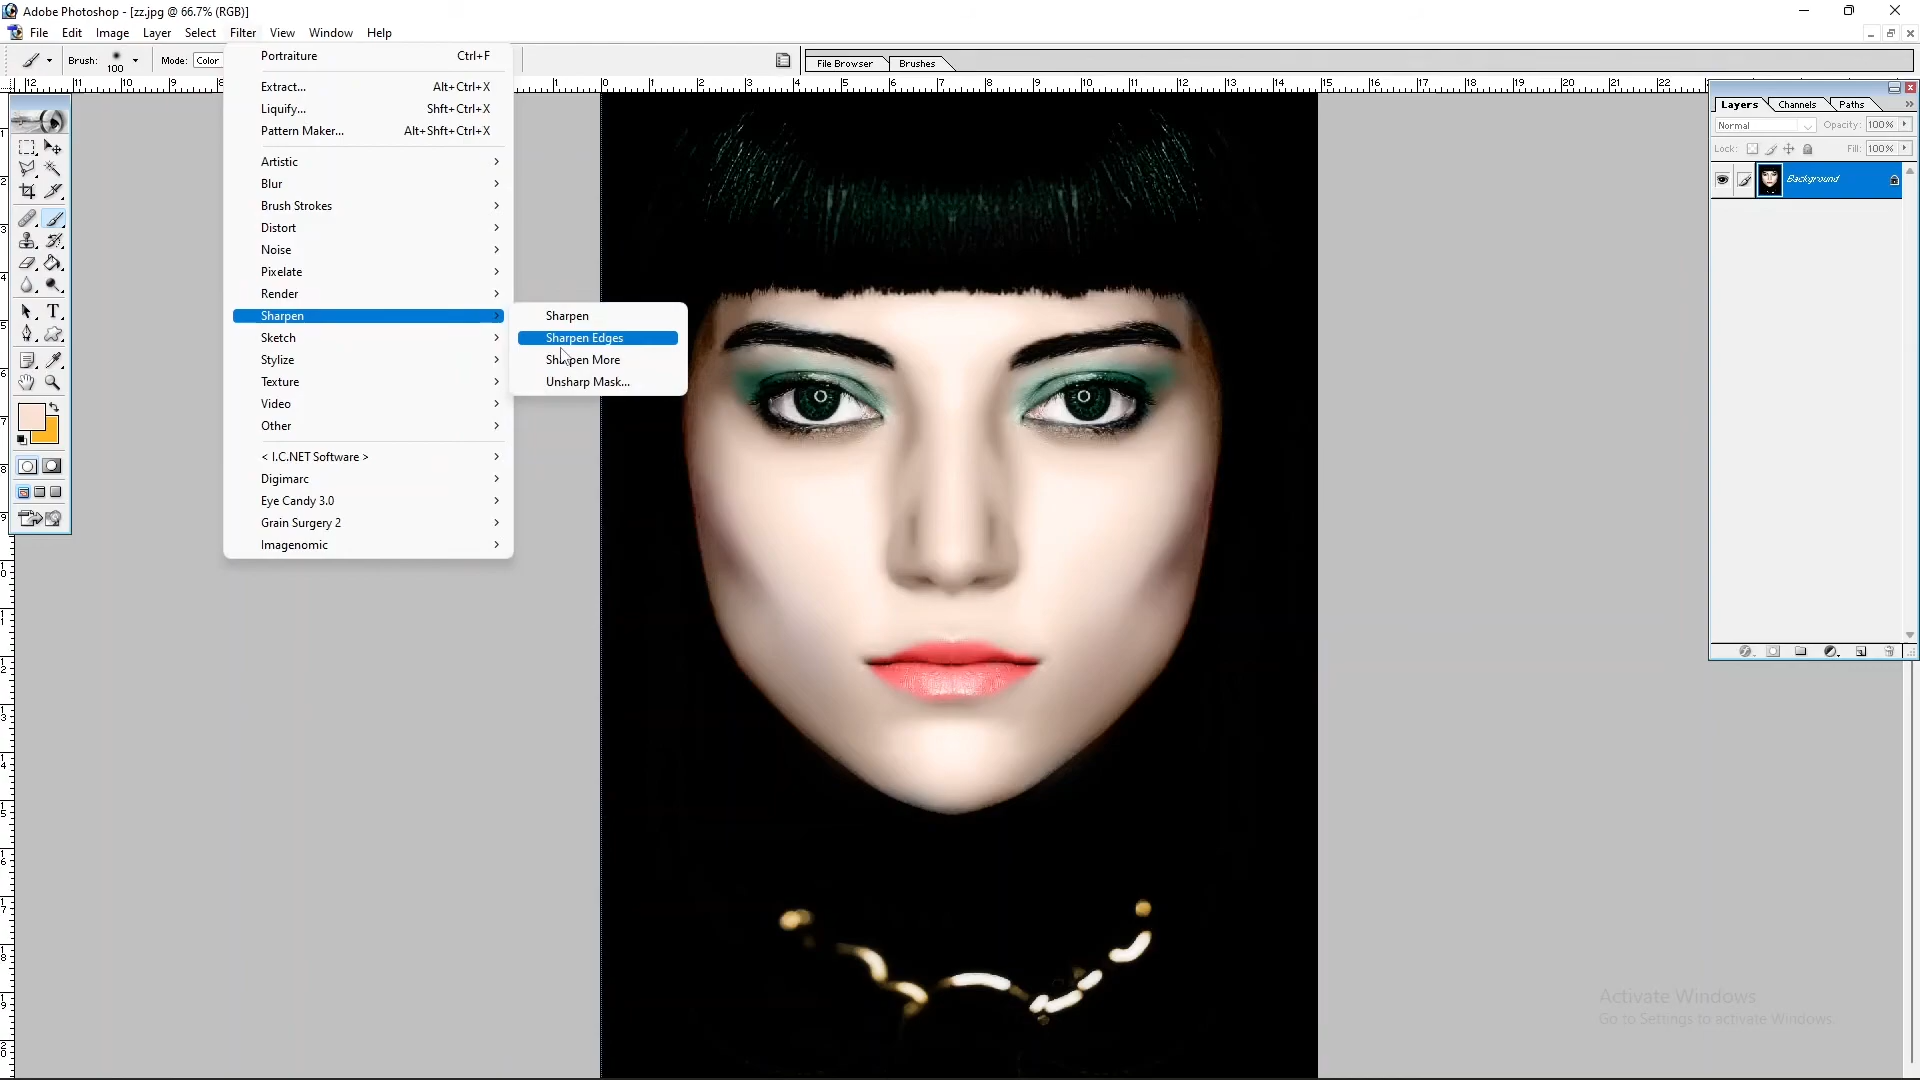 Adobe Photoshop - [zz.jpg @ 66.7% (RGB)]
File Edit Image Layer Select Filter View Window Help
Brush: 100 Mode: Color
File Browser Brushes
Portraiture Ctrl+F
Extract... Alt+Ctrl+X
Liquify... Shft+Ctrl+X
Pattern Maker... Alt+Shft+Ctrl+X
Artistic
Blur
Brush Strokes
Distort
Noise
Pixelate
Render
Sharpen
Sketch
Stylize
Texture
Video
Other
< I.C.NET Software >
Digimarc
Eye Candy 3.0
Grain Surgery 2
Imagenomic
Sharpen
Sharpen Edges
Sharpen More
Unsharp Mask...
Layers Channels Paths
Normal Opacity: 100%
Lock: Fill: 100%
Background
Activate Windows
Go to Settings to activate Windows.